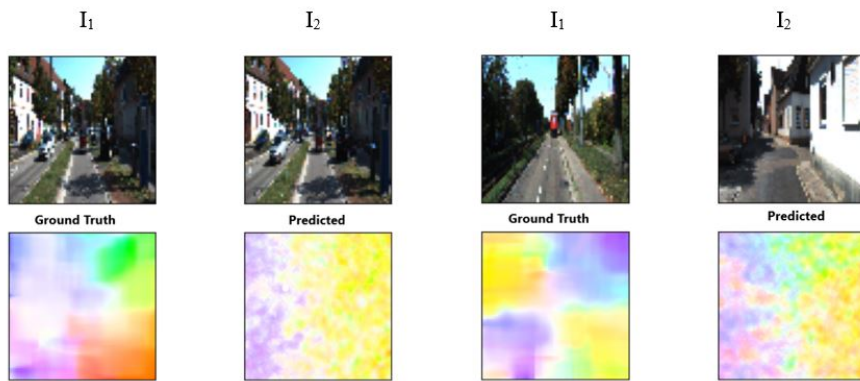 I₁ I₂ I₁ I₂
Ground Truth Predicted Ground Truth Predicted